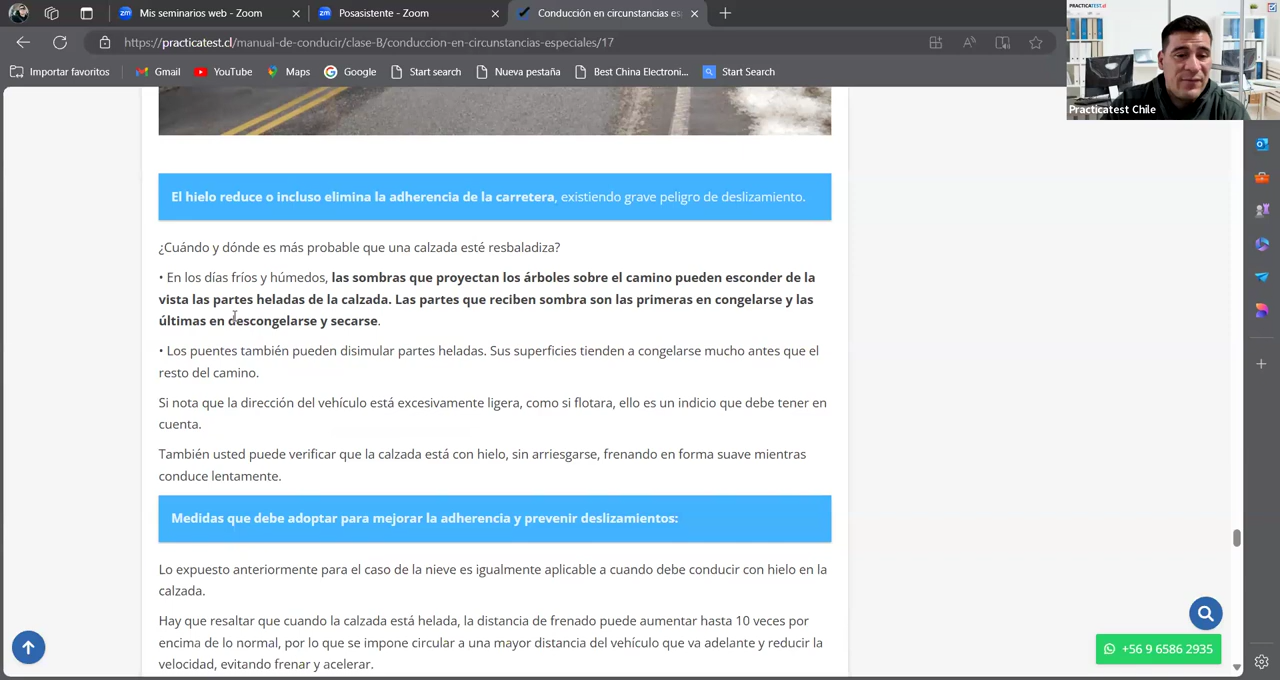 Mis seminarios web - Zoom
Posasistente - Zoom
Conducción en circunstancias es
https://practicatest.cl/manual-de-conducir/clase-B/conduccion-en-circunstancias-especiales/17
Importar favoritos
Gmail
YouTube
Maps
Google
Start search
Nueva pestaña
Best China Electroni...
Start Search
PRACTICATEST.cl
Practicatest Chile
El hielo reduce o incluso elimina la adherencia de la carretera, existiendo grave peligro de deslizamiento.
¿Cuándo y dónde es más probable que una calzada esté resbaladiza?
• En los días fríos y húmedos, las sombras que proyectan los árboles sobre el camino pueden esconder de la
vista las partes heladas de la calzada. Las partes que reciben sombra son las primeras en congelarse y las
últimas en descongelarse y secarse.
• Los puentes también pueden disimular partes heladas. Sus superficies tienden a congelarse mucho antes que el
resto del camino.
Si nota que la dirección del vehículo está excesivamente ligera, como si flotara, ello es un indicio que debe tener en
cuenta.
También usted puede verificar que la calzada está con hielo, sin arriesgarse, frenando en forma suave mientras
conduce lentamente.
Medidas que debe adoptar para mejorar la adherencia y prevenir deslizamientos:
Lo expuesto anteriormente para el caso de la nieve es igualmente aplicable a cuando debe conducir con hielo en la
calzada.
Hay que resaltar que cuando la calzada está helada, la distancia de frenado puede aumentar hasta 10 veces por
encima de lo normal, por lo que se impone circular a una mayor distancia del vehículo que va adelante y reducir la
velocidad, evitando frenar y acelerar.
+56 9 6586 2935